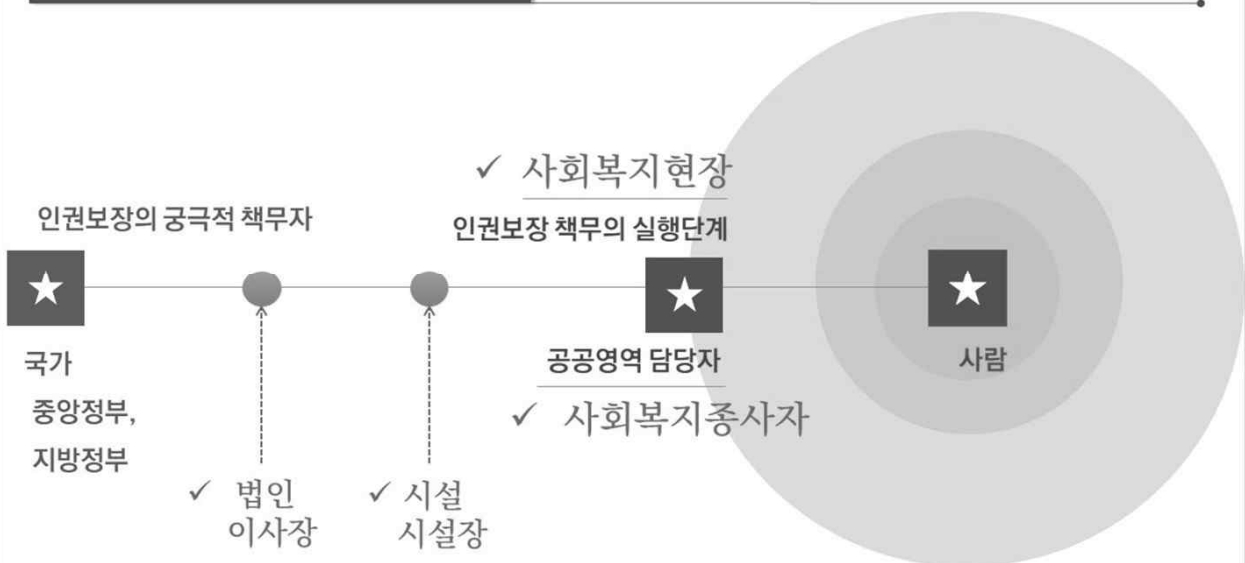 ✓ 사회복지현장
인권보장의 궁극적 책무자
인권보장 책무의 실행단계
국가
중앙정부,
지방정부
공공영역 담당자
✓ 사회복지종사자
사람
✓ 법인
이사장
✓ 시설
시설장